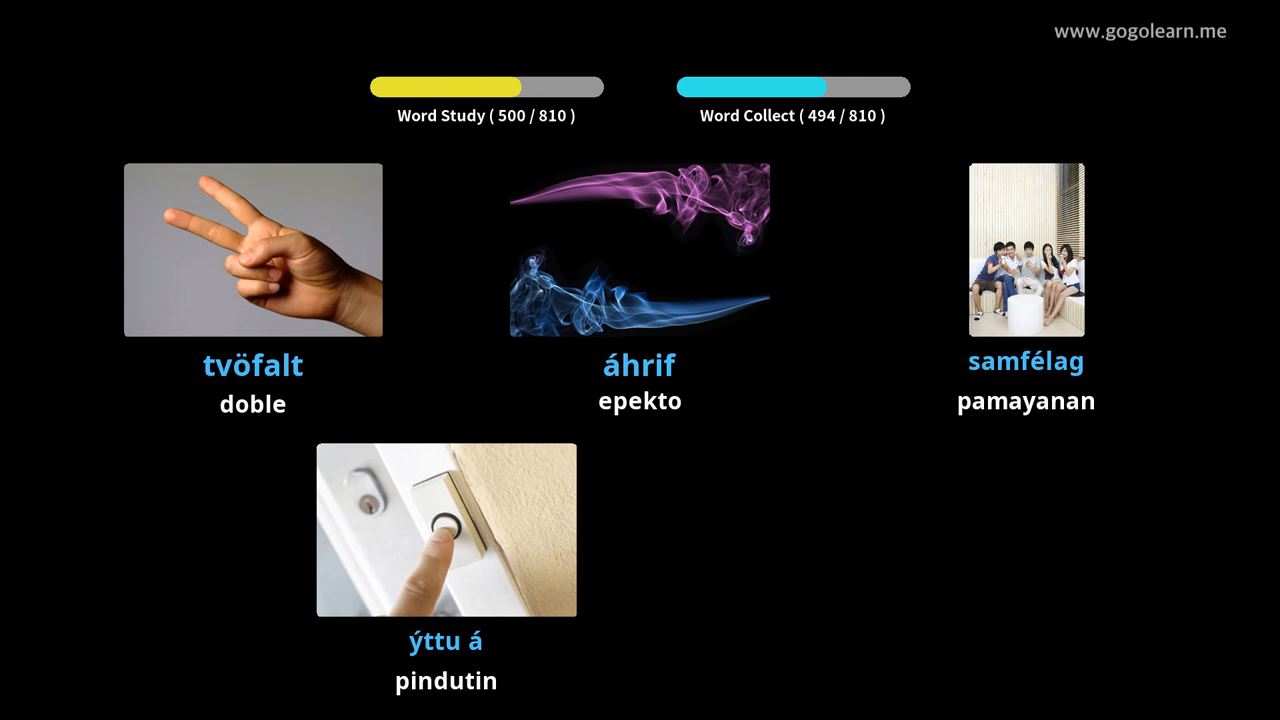 www.gogolearn.me
Word Study ( 500 / 810 )
Word Collect ( 494 / 810 )
tvöfalt
doble
áhrif
epekto
samfélag
pamayanan
ýttu á
pindutin